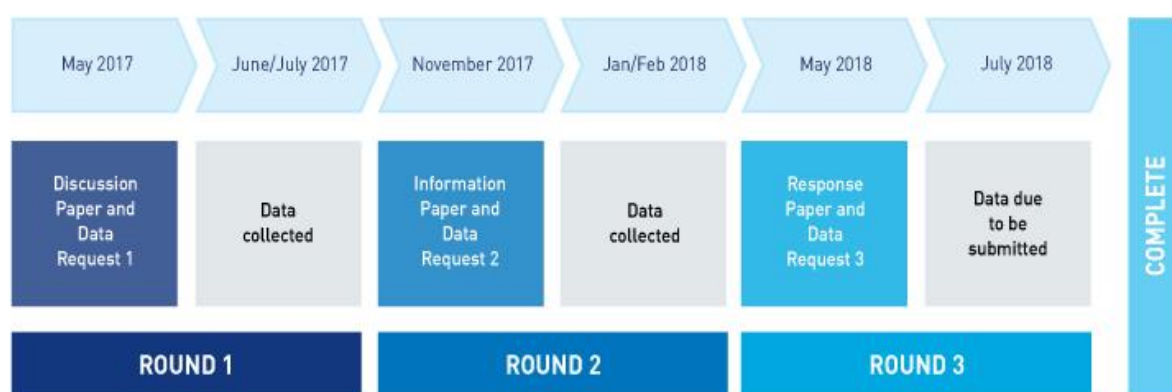 May 2017
June/July 2017
November 2017
Jan/Feb 2018
May 2018
July 2018
Discussion
Paper and
Data
Request 1
Data
collected
Information
Paper and
Data
Request 2
Data
collected
Response
Paper and
Data
Request 3
Data due
to be
submitted
ROUND 1
ROUND 2
ROUND 3
COMPLETE